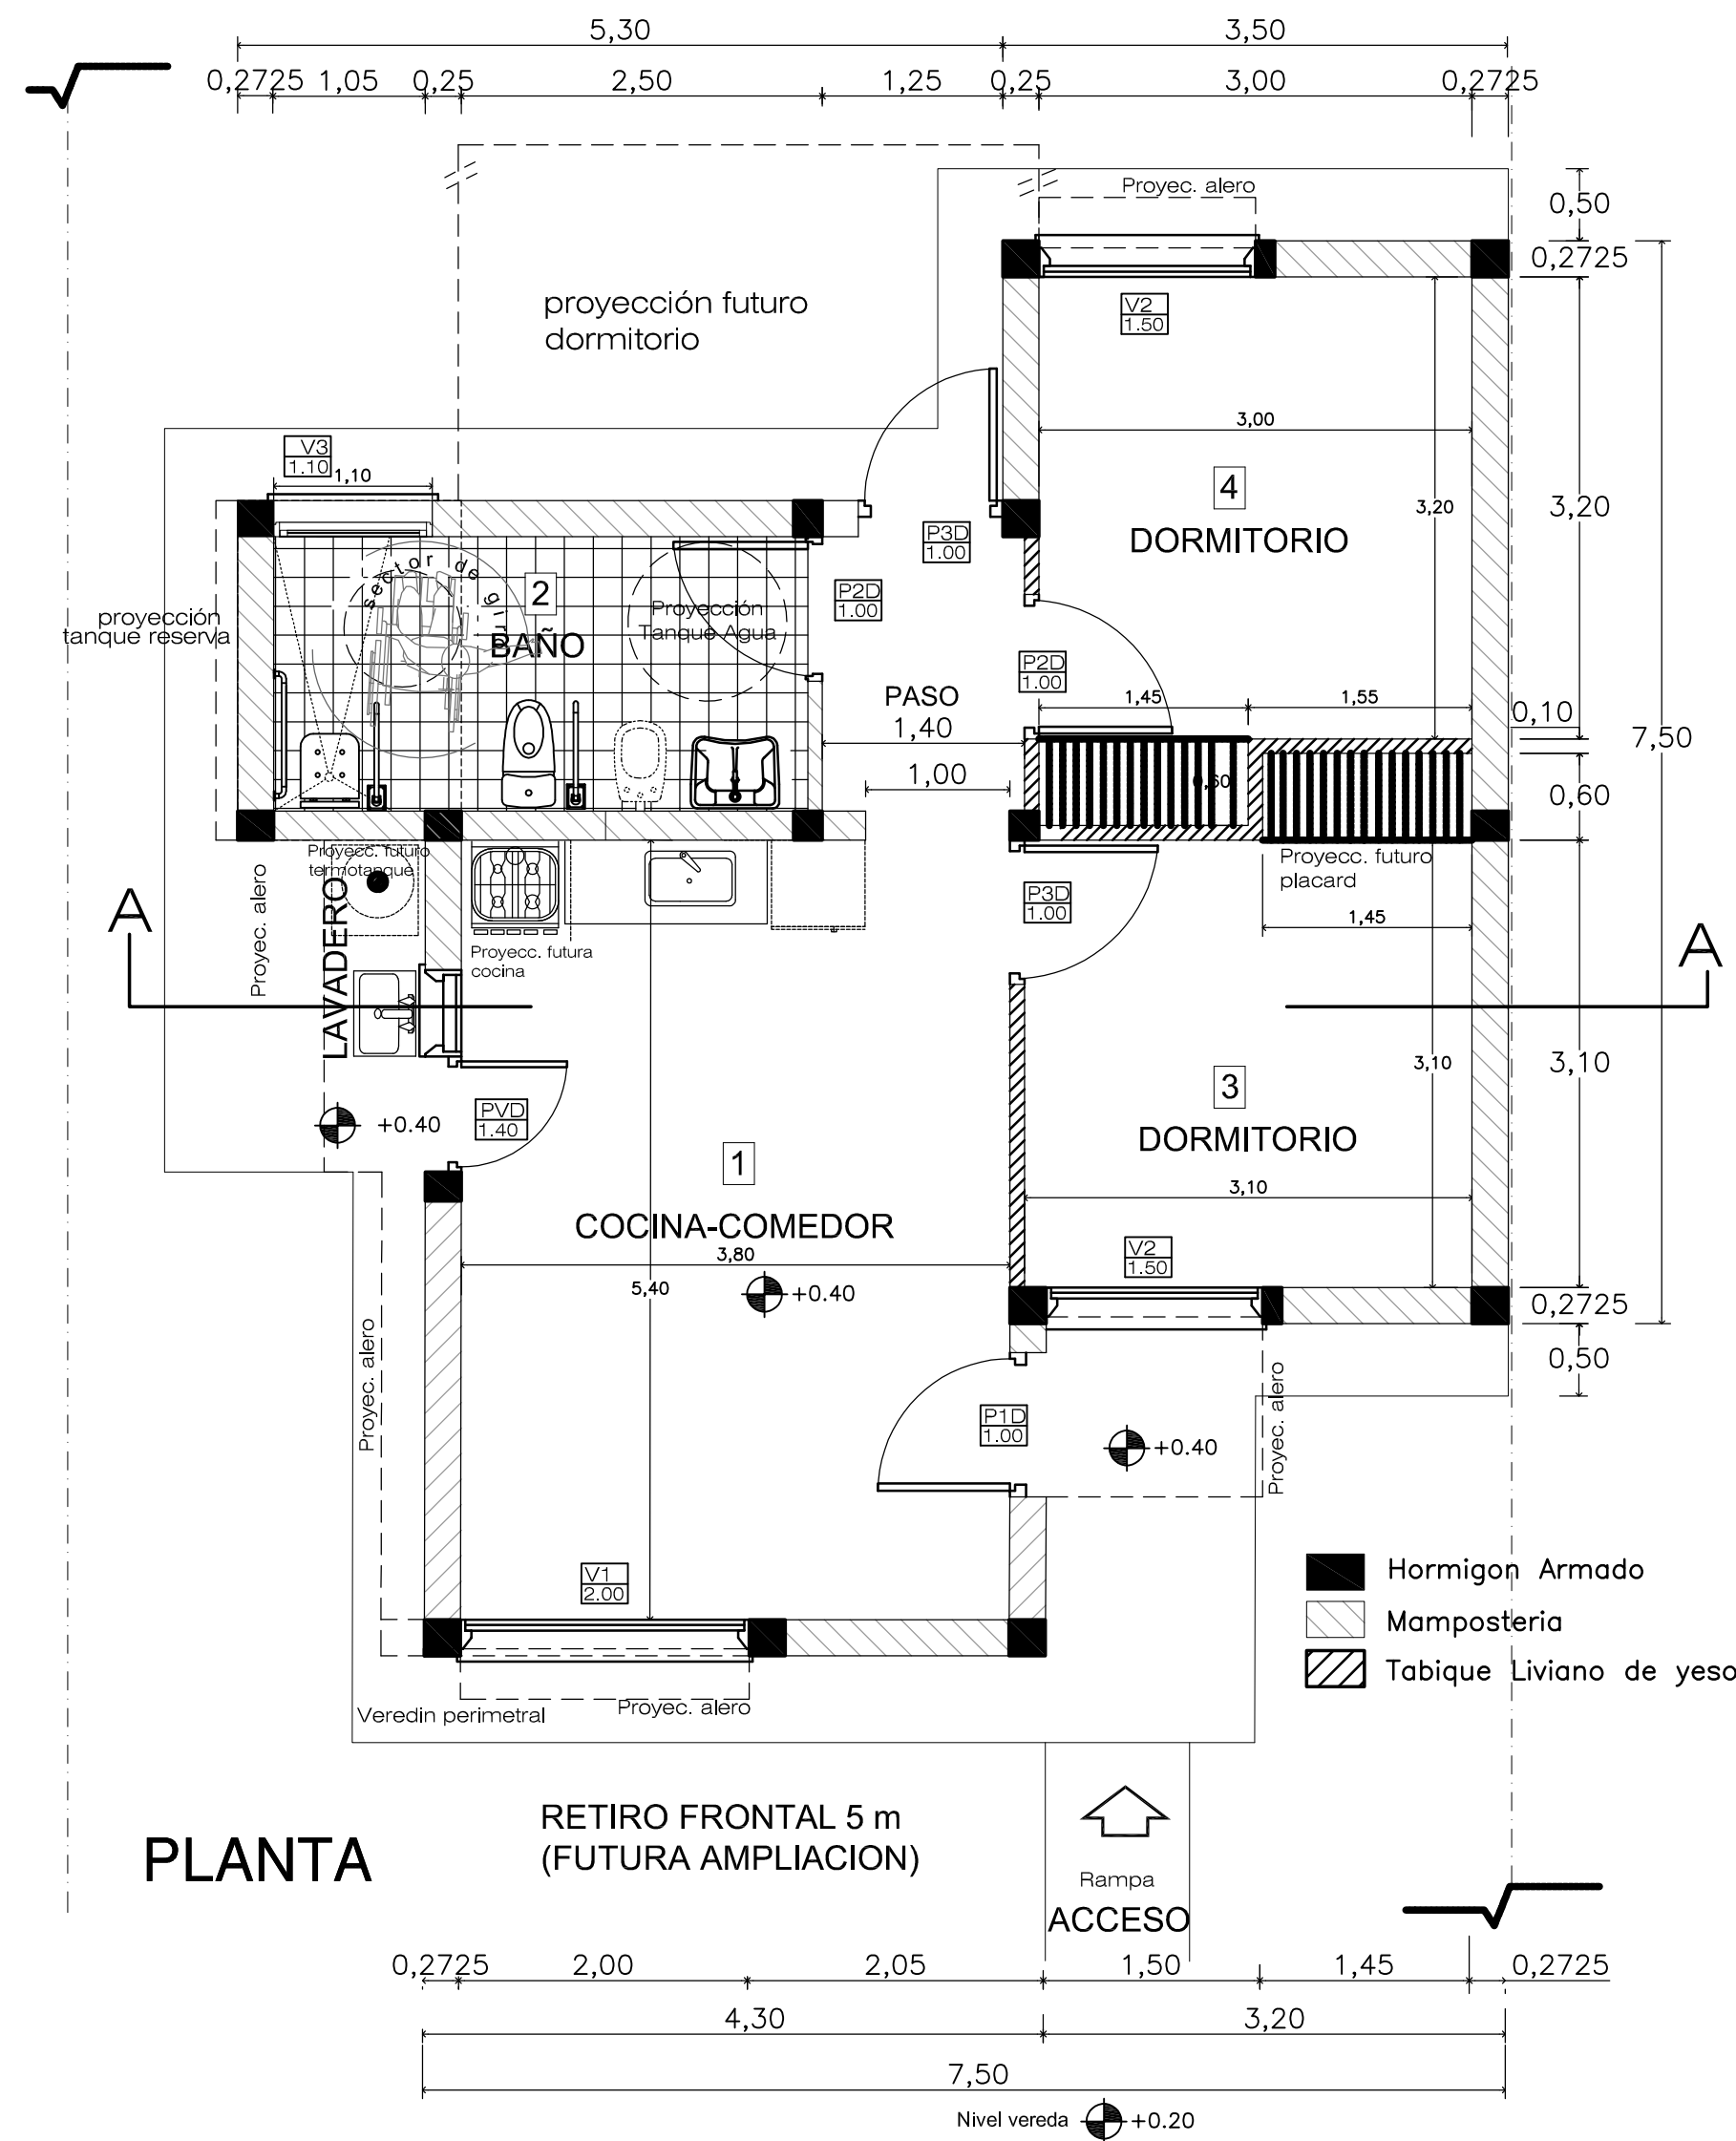 5,30
3,50
0,2725
1,05
0,25
2,50
1,25
0,25
3,00
0,2725
Proyec. alero
0,50
0,2725
proyección futuro
dormitorio
V2
1.50
3,00
V3
1.10
1,10
4
DORMITORIO
3,20
3,20
P3D
1.00
sector de giro
2
BAÑO
Proyección
Tanque Agua
P2D
1.00
proyección
tanque reserva
P2D
1.00
PASO
1,40
1,45
1,55
0,10
7,50
1,00
0,60
0,60
Proyecc. futuro
termotanque
Proyecc. futuro
placard
Proyec. alero
LAVADERO
P3D
1.00
1,45
A
A
Proyecc. futura
cocina
3,10
3,10
3
DORMITORIO
PVD
1.40
+0.40
1
3,10
COCINA-COMEDOR
3,80
V2
1.50
5,40
+0.40
0,2725
0,50
Proyec. alero
P1D
1.00
+0.40
Proyec. alero
V1
2.00
Hormigon Armado
Mamposteria
Tabique Liviano de yeso
Veredin perimetral
Proyec. alero
RETIRO FRONTAL 5 m
(FUTURA AMPLIACION)
PLANTA
Rampa
ACCESO
0,2725
2,00
2,05
1,50
1,45
0,2725
4,30
3,20
7,50
Nivel vereda
+0.20